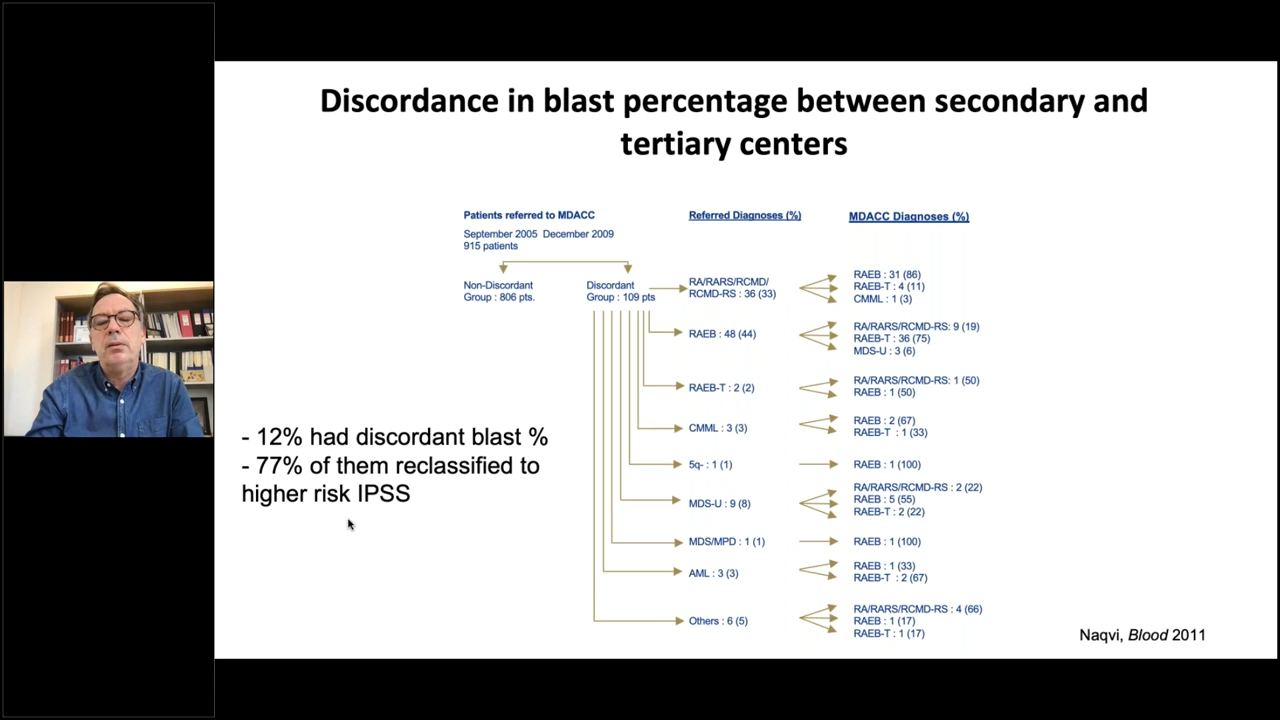 Discordance in blast percentage between secondary and
tertiary centers
Patients referred to MDACC
September 2005 December 2009
915 patients
Non-Discordant
Group : 806 pts.
Discordant
Group : 109 pts
Referred Diagnoses (%)
MDACC Diagnoses (%)
RA/RARS/RCMD/
RCMD-RS : 36 (33)
RAEB : 31 (86)
RAEB-T : 4 (11)
CMML : 1 (3)
RAEB : 48 (44)
RA/RARS/RCMD-RS: 9 (19)
RAEB-T : 36 (75)
MDS-U : 3 (6)
RAEB-T : 2 (2)
RA/RARS/RCMD-RS: 1 (50)
RAEB : 1 (50)
CMML : 3 (3)
RAEB : 2 (67)
RAEB-T : 1 (33)
5q- : 1 (1)
RAEB : 1 (100)
MDS-U : 9 (8)
RA/RARS/RCMD-RS : 2 (22)
RAEB : 5 (55)
RAEB-T : 2 (22)
MDS/MPD : 1 (1)
RAEB : 1 (100)
AML : 3 (3)
RAEB : 1 (33)
RAEB-T : 2 (67)
Others : 6 (5)
RA/RARS/RCMD-RS : 4 (66)
RAEB : 1 (17)
RAEB-T : 1 (17)
- 12% had discordant blast %
- 77% of them reclassified to
higher risk IPSS
Naqvi, Blood 2011